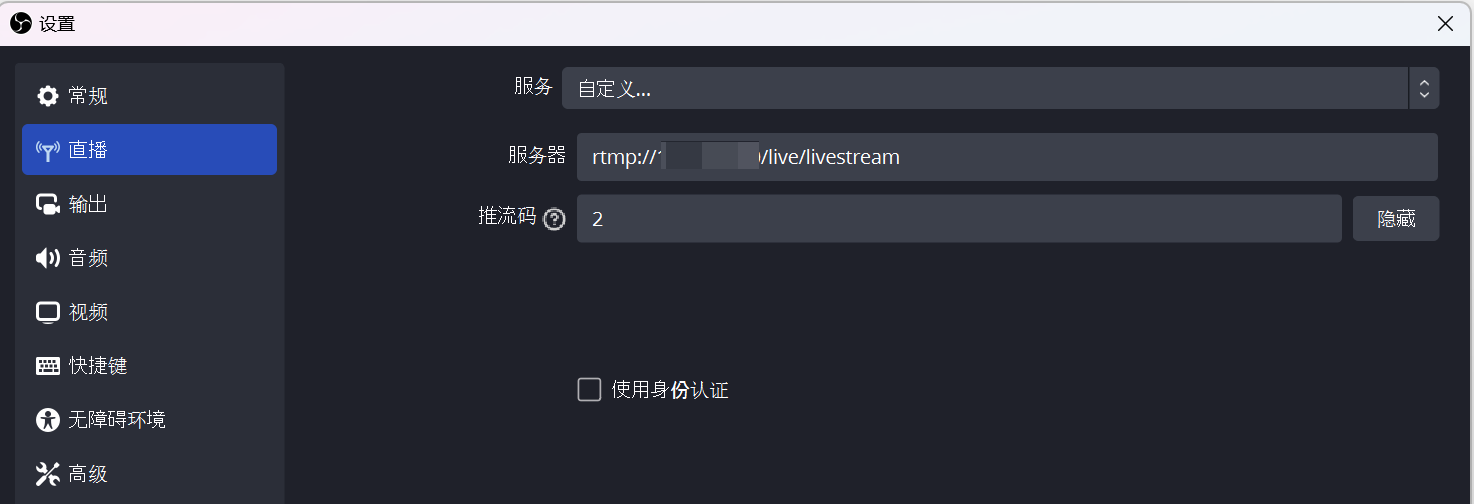 设置
常规
直播
输出
音频
视频
快捷键
无障碍环境
高级
服务 自定义...
服务器 rtmp:// /live/livestream
推流码 2 隐藏
使用身份认证